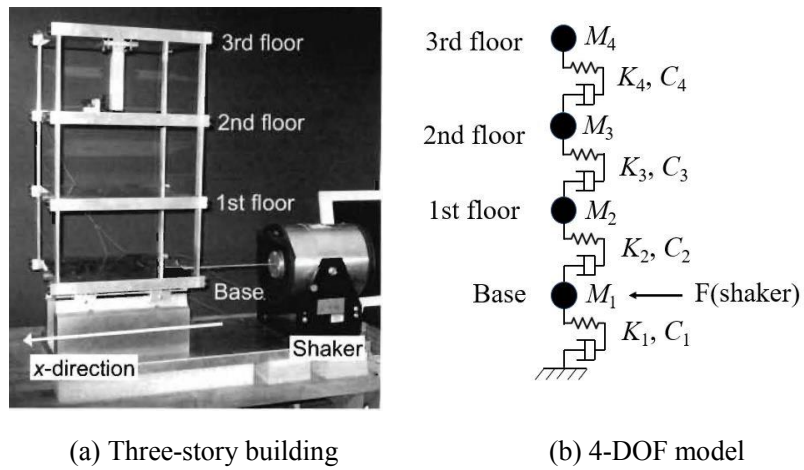 3rd floor
2nd floor
1st floor
Base
Shaker
x-direction
(a) Three-story building
3rd floor M4
K4, C4
2nd floor M3
K3, C3
1st floor M2
K2, C2
Base M1 F(shaker)
K1, C1
(b) 4-DOF model